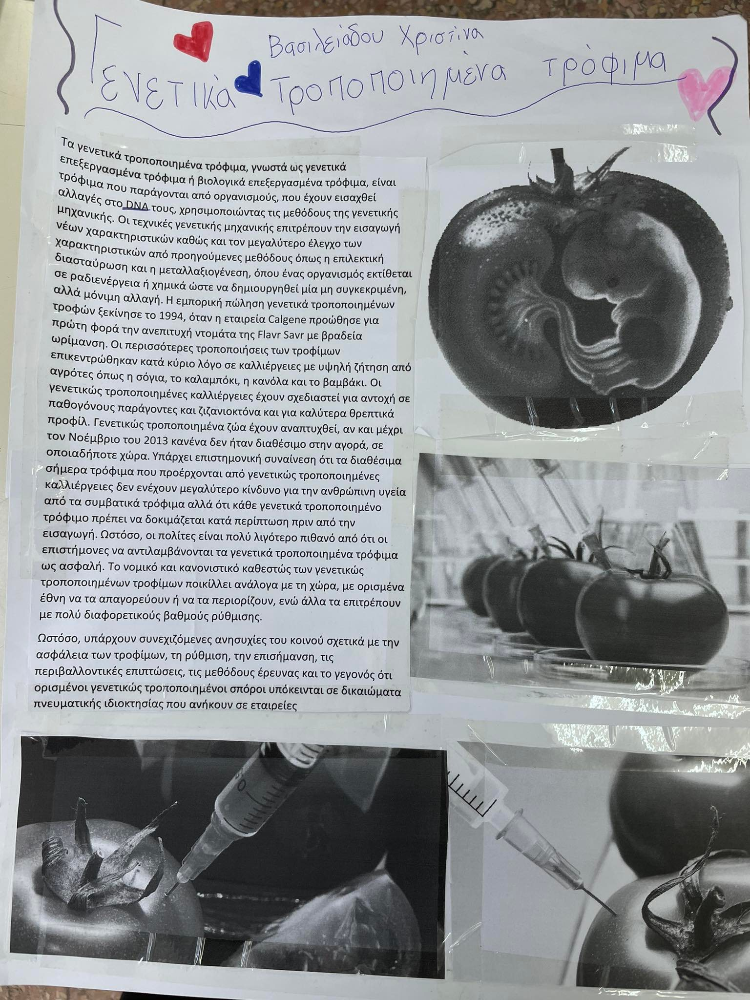 Βασιλειάδου Χριστίνα
Γενετικά Τροποποιημένα τρόφιμα
Τα γενετικά τροποποιημένα τρόφιμα, γνωστά ως γενετικά
επεξεργασμένα τρόφιμα ή βιολογικά επεξεργασμένα τρόφιμα, είναι
τρόφιμα που παράγονται από οργανισμούς, που έχουν εισαχθεί
αλλαγές στο DNA τους, χρησιμοποιώντας τις μεθόδους της γενετικής
μηχανικής. Οι τεχνικές γενετικής μηχανικής επιτρέπουν την εισαγωγή
νέων χαρακτηριστικών καθώς και τον μεγαλύτερο έλεγχο των
χαρακτηριστικών από προηγούμενες μεθόδους όπως η επιλεκτική
διασταύρωση και η μεταλλαξιογένεση, όπου ένας οργανισμός εκτίθεται
σε ραδιενέργεια ή χημικά ώστε να δημιουργηθεί μία μη συγκεκριμένη,
αλλά μόνιμη αλλαγή. Η εμπορική πώληση γενετικά τροποποιημένων
τροφών ξεκίνησε το 1994, όταν η εταιρεία Calgene προώθησε για
πρώτη φορά την ανεπιτυχή ντομάτα της Flavr Savr με βραδεία
ωρίμανση. Οι περισσότερες τροποποιήσεις των τροφίμων
επικεντρώθηκαν κατά κύριο λόγο σε καλλιέργειες με υψηλή ζήτηση από
αγρότες όπως η σόγια, το καλαμπόκι, η κανόλα και το βαμβάκι. Οι
γενετικώς τροποποιημένες καλλιέργειες έχουν σχεδιαστεί για αντοχή σε
παθογόνους παράγοντες και ζιζανιοκτόνα και για καλύτερα θρεπτικά
προφίλ. Γενετικώς τροποποιημένα ζώα έχουν αναπτυχθεί, αν και μέχρι
τον Νοέμβριο του 2013 κανένα δεν ήταν διαθέσιμο στην αγορά, σε
οποιαδήποτε χώρα. Υπάρχει επιστημονική συναίνεση ότι τα διαθέσιμα
σήμερα τρόφιμα που προέρχονται από γενετικώς τροποποιημένες
καλλιέργειες δεν ενέχουν μεγαλύτερο κίνδυνο για την ανθρώπινη υγεία
από τα συμβατικά τρόφιμα αλλά ότι κάθε γενετικά τροποποιημένο
τρόφιμο πρέπει να δοκιμάζεται κατά περίπτωση πριν από την
εισαγωγή. Ωστόσο, οι πολίτες είναι πολύ λιγότερο πιθανό από ότι οι
επιστήμονες να αντιλαμβάνονται τα γενετικά τροποποιημένα τρόφιμα
ως ασφαλή. Το νομικό και κανονιστικό καθεστώς των γενετικώς
τροποποιημένων τροφίμων ποικίλλει ανάλογα με τη χώρα, με ορισμένα
έθνη να τα απαγορεύουν ή να τα περιορίζουν, ενώ άλλα τα επιτρέπουν
με πολύ διαφορετικούς βαθμούς ρύθμισης.
Ωστόσο, υπάρχουν συνεχιζόμενες ανησυχίες του κοινού σχετικά με την
ασφάλεια των τροφίμων, τη ρύθμιση, την επισήμανση, τις
περιβαλλοντικές επιπτώσεις, τις μεθόδους έρευνας και το γεγονός ότι
ορισμένοι γενετικώς τροποποιημένοι σπόροι υπόκεινται σε δικαιώματα
πνευματικής ιδιοκτησίας που ανήκουν σε εταιρείες